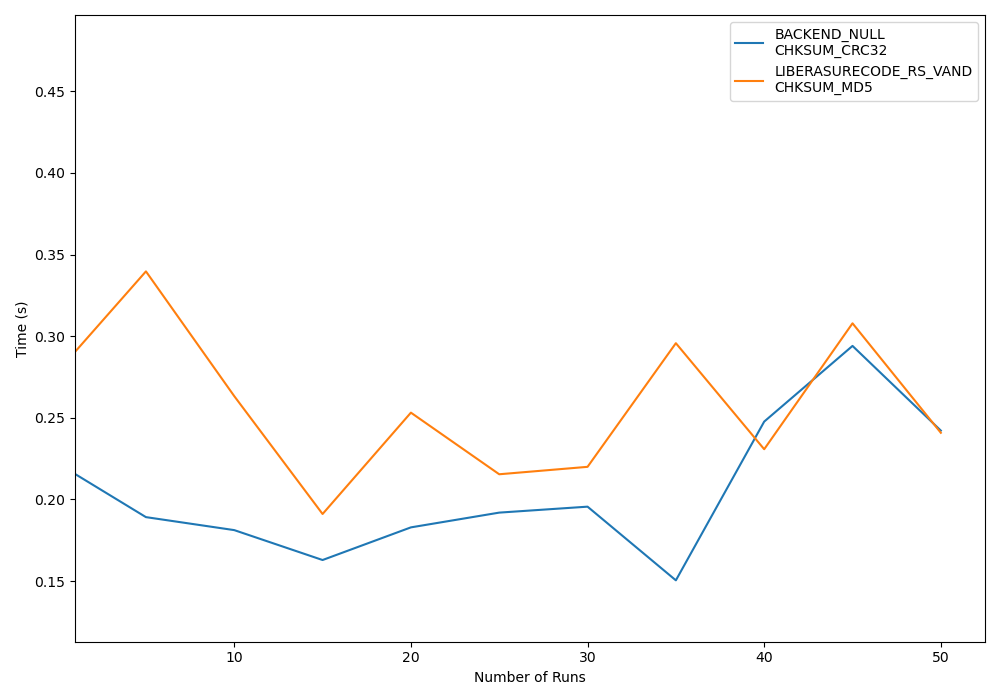 BACKEND_NULL
CHKSUM_CRC32
LIBERASURECODE_RS_VAND
CHKSUM_MD5
0.45
0.40
0.35
0.30
0.25
0.20
0.15
Time (s)
10
20
30
40
50
Number of Runs